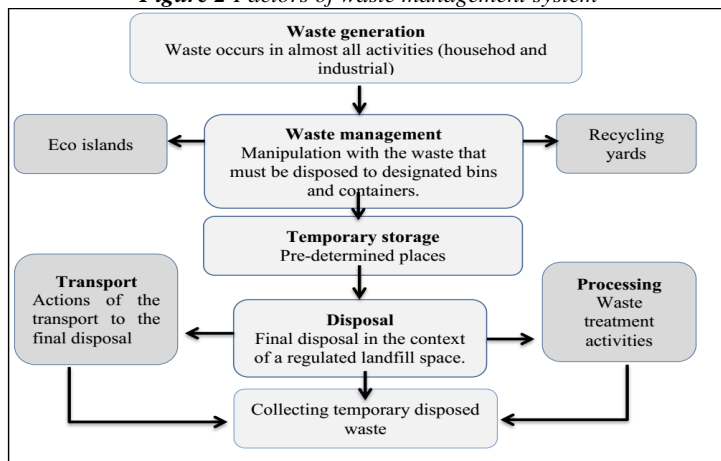 Figure 2 Factors of waste management system
Waste generation
Waste occurs in almost all activities (househod and
industrial)
Eco islands
Waste management
Manipulation with the waste that
must be disposed to designated bins
and containers.
Recycling
yards
Temporary storage
Pre-determined places
Transport
Actions of the
transport to the
final disposal
Disposal
Final disposal in the context
of a regulated landfill space.
Processing
Waste
treatment
activities
Collecting temporary disposed
waste